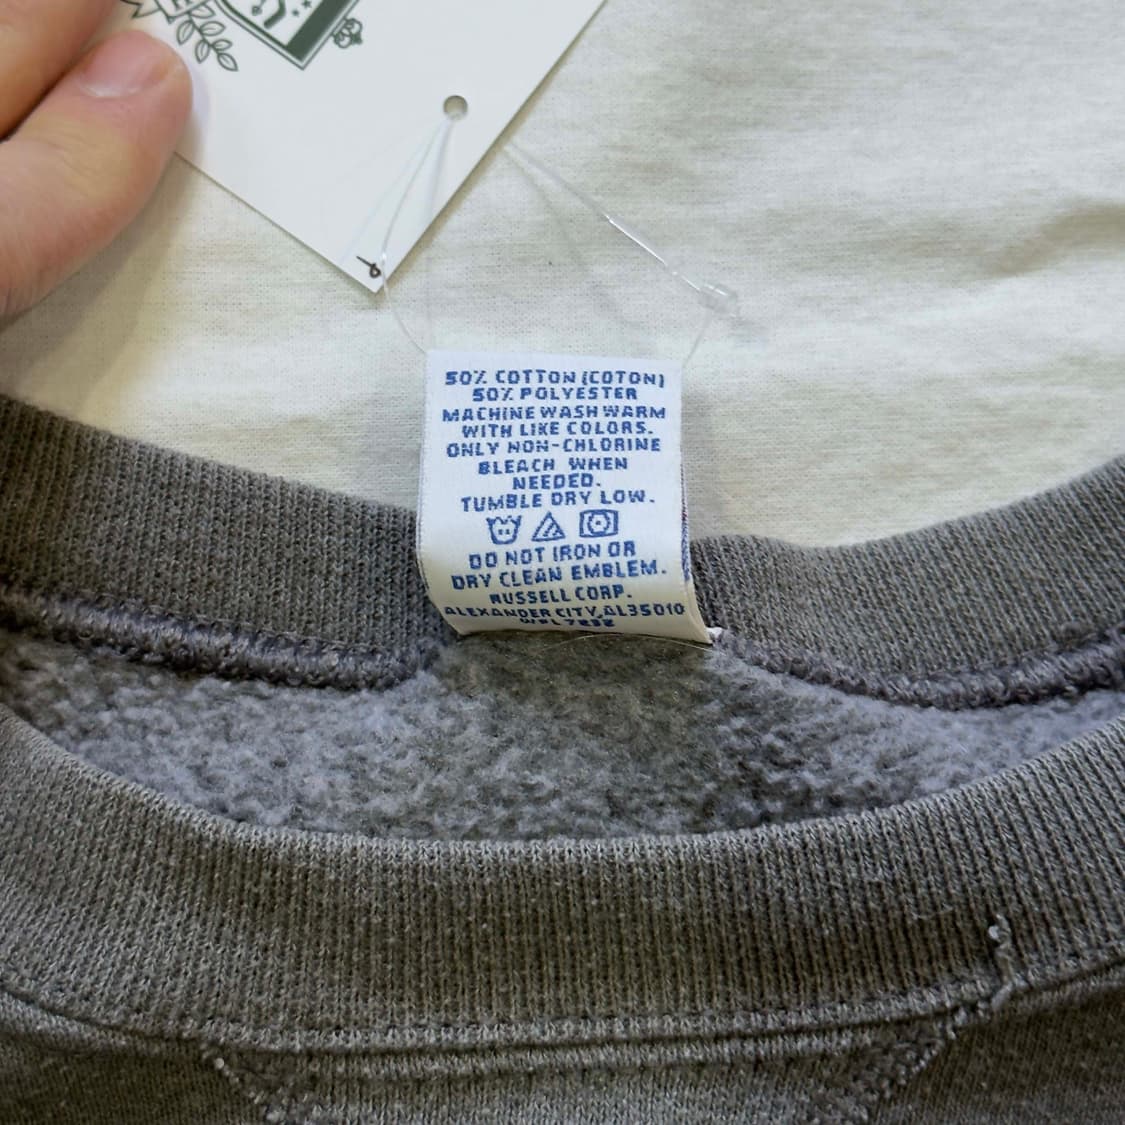 50% COTTON (COTON)
50% POLYESTER
MACHINE WASH WARM
WITH LIKE COLORS.
ONLY NON-CHLORINE
BLEACH WHEN
NEEDED.
TUMBLE DRY LOW.
DO NOT IRON OR
DRY CLEAN EMBLEM.
RUSSELL CORP.
ALEXANDER CITY, AL35010